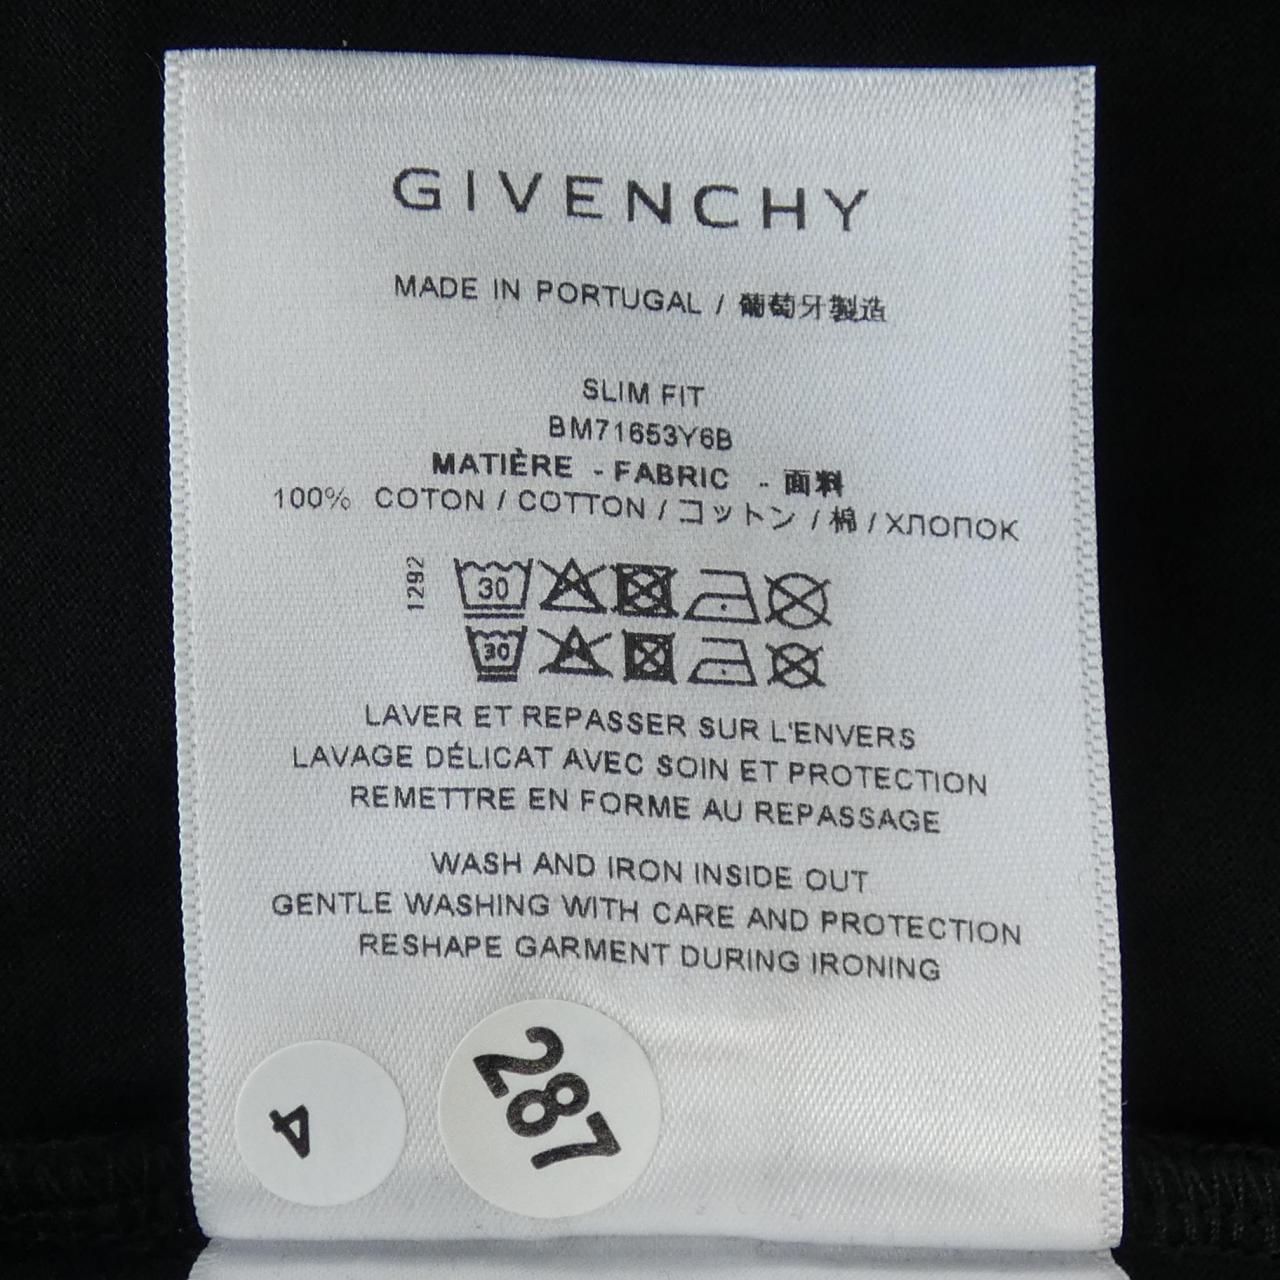 GIVENCHY
MADE IN PORTUGAL / 葡萄牙製造
SLIM FIT
BM71653Y6B
MATIÈRE - FABRIC - 面料
100% COTON / COTTON / コットン / 棉 / ХЛОПОК
1292
30
30
LAVER ET REPASSER SUR L'ENVERS
LAVAGE DÉLICAT AVEC SOIN ET PROTECTION
REMETTRE EN FORME AU REPASSAGE
WASH AND IRON INSIDE OUT
GENTLE WASHING WITH CARE AND PROTECTION
RESHAPE GARMENT DURING IRONING
4
287